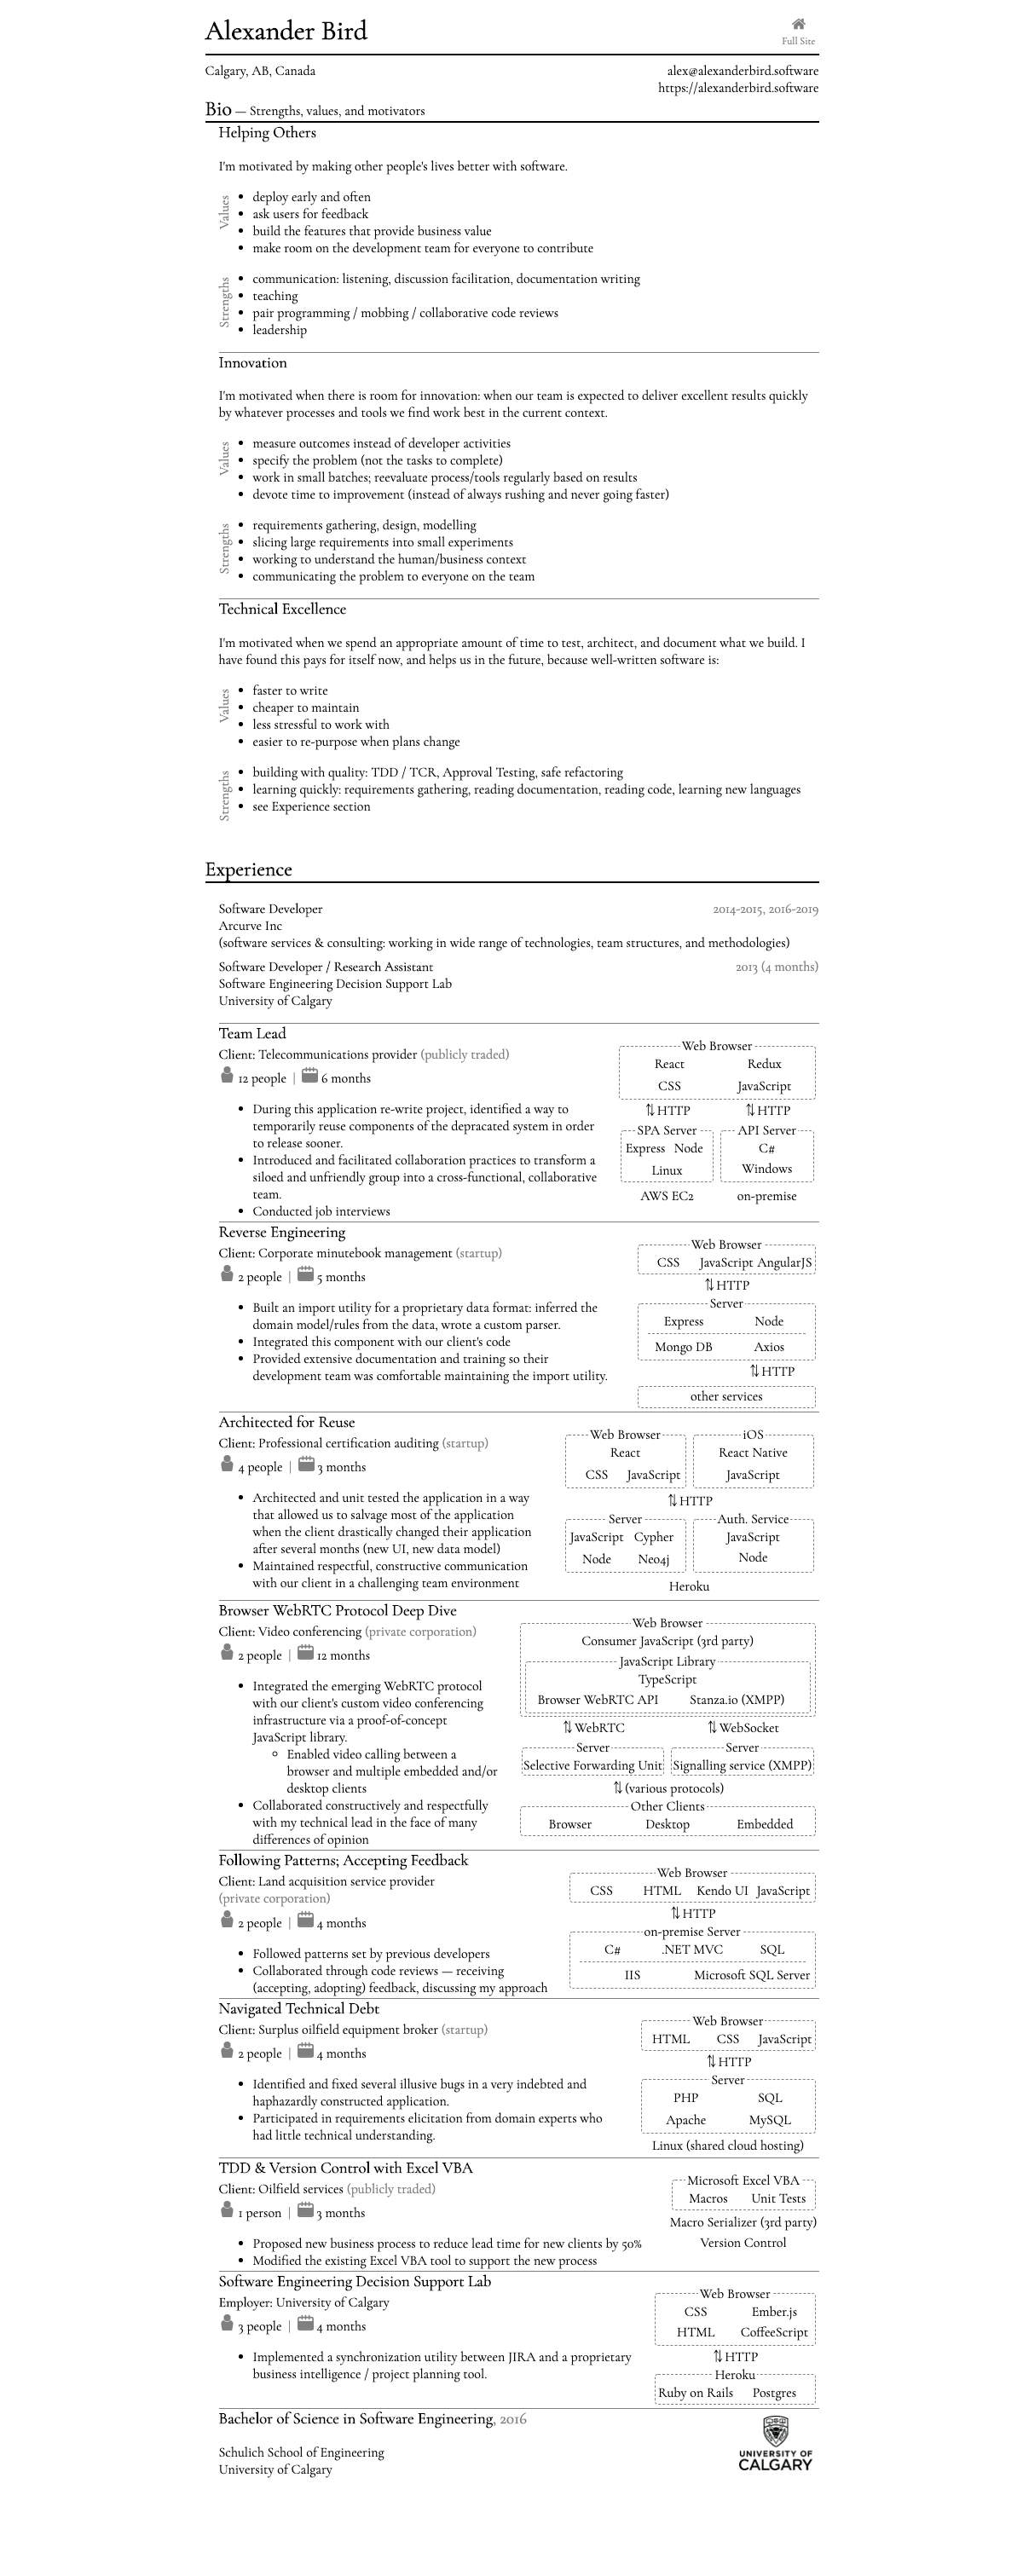 Alexander Bird
Full Site
Calgary, AB, Canada
alex@alexanderbird.software
https://alexanderbird.software
Bio — Strengths, values, and motivators
Helping Others
I'm motivated by making other people's lives better with software.
Values
• deploy early and often
• ask users for feedback
• build the features that provide business value
• make room on the development team for everyone to contribute
Strengths
• communication: listening, discussion facilitation, documentation writing
• teaching
• pair programming / mobbing / collaborative code reviews
• leadership
Innovation
I'm motivated when there is room for innovation: when our team is expected to deliver excellent results quickly
by whatever processes and tools we find work best in the current context.
Values
• measure outcomes instead of developer activities
• specify the problem (not the tasks to complete)
• work in small batches; reevaluate process/tools regularly based on results
• devote time to improvement (instead of always rushing and never going faster)
Strengths
• requirements gathering, design, modelling
• slicing large requirements into small experiments
• working to understand the human/business context
• communicating the problem to everyone on the team
Technical Excellence
I'm motivated when we spend an appropriate amount of time to test, architect, and document what we build. I
have found this pays for itself now, and helps us in the future, because well-written software is:
Values
• faster to write
• cheaper to maintain
• less stressful to work with
• easier to re-purpose when plans change
Strengths
• building with quality: TDD / TCR, Approval Testing, safe refactoring
• learning quickly: requirements gathering, reading documentation, reading code, learning new languages
• see Experience section
Experience
Software Developer 2014-2015, 2016-2019
Arcurve Inc
(software services & consulting: working in wide range of technologies, team structures, and methodologies)
Software Developer / Research Assistant 2013 (4 months)
Software Engineering Decision Support Lab
University of Calgary
Team Lead
Client: Telecommunications provider (publicly traded)
12 people | 6 months
• During this application re-write project, identified a way to
temporarily reuse components of the depracated system in order
to release sooner.
• Introduced and facilitated collaboration practices to transform a
siloed and unfriendly group into a cross-functional, collaborative
team.
• Conducted job interviews
Web Browser
React Redux
CSS JavaScript
⇅ HTTP ⇅ HTTP
SPA Server API Server
Express Node C#
Linux Windows
AWS EC2 on-premise
Reverse Engineering
Client: Corporate minutebook management (startup)
2 people | 5 months
• Built an import utility for a proprietary data format: inferred the
domain model/rules from the data, wrote a custom parser.
• Integrated this component with our client's code
• Provided extensive documentation and training so their
development team was comfortable maintaining the import utility.
Web Browser
CSS JavaScript AngularJS
⇅ HTTP
Server
Express Node
Mongo DB Axios
⇅ HTTP
other services
Architected for Reuse
Client: Professional certification auditing (startup)
4 people | 3 months
• Architected and unit tested the application in a way
that allowed us to salvage most of the application
when the client drastically changed their application
after several months (new UI, new data model)
• Maintained respectful, constructive communication
with our client in a challenging team environment
Web Browser iOS
React React Native
CSS JavaScript JavaScript
⇅ HTTP
Server Auth. Service
JavaScript Cypher JavaScript
Node Neo4j Node
Heroku
Browser WebRTC Protocol Deep Dive
Client: Video conferencing (private corporation)
2 people | 12 months
• Integrated the emerging WebRTC protocol
with our client's custom video conferencing
infrastructure via a proof-of-concept
JavaScript library.
◦ Enabled video calling between a
browser and multiple embedded and/or
desktop clients
• Collaborated constructively and respectfully
with my technical lead in the face of many
differences of opinion
Web Browser
Consumer JavaScript (3rd party)
JavaScript Library
TypeScript
Browser WebRTC API Stanza.io (XMPP)
⇅ WebRTC ⇅ WebSocket
Server Server
Selective Forwarding Unit Signalling service (XMPP)
⇅ (various protocols)
Other Clients
Browser Desktop Embedded
Following Patterns; Accepting Feedback
Client: Land acquisition service provider
(private corporation)
2 people | 4 months
• Followed patterns set by previous developers
• Collaborated through code reviews — receiving
(accepting, adopting) feedback, discussing my approach
Web Browser
CSS HTML Kendo UI JavaScript
⇅ HTTP
on-premise Server
C# .NET MVC SQL
IIS Microsoft SQL Server
Navigated Technical Debt
Client: Surplus oilfield equipment broker (startup)
2 people | 4 months
• Identified and fixed several illusive bugs in a very indebted and
haphazardly constructed application.
• Participated in requirements elicitation from domain experts who
had little technical understanding.
Web Browser
HTML CSS JavaScript
⇅ HTTP
Server
PHP SQL
Apache MySQL
Linux (shared cloud hosting)
TDD & Version Control with Excel VBA
Client: Oilfield services (publicly traded)
1 person | 3 months
• Proposed new business process to reduce lead time for new clients by 50%
• Modified the existing Excel VBA tool to support the new process
Microsoft Excel VBA
Macros Unit Tests
Macro Serializer (3rd party)
Version Control
Software Engineering Decision Support Lab
Employer: University of Calgary
3 people | 4 months
• Implemented a synchronization utility between JIRA and a proprietary
business intelligence / project planning tool.
Web Browser
CSS Ember.js
HTML CoffeeScript
⇅ HTTP
Heroku
Ruby on Rails Postgres
Bachelor of Science in Software Engineering, 2016
Schulich School of Engineering
University of Calgary
UNIVERSITY OF
CALGARY